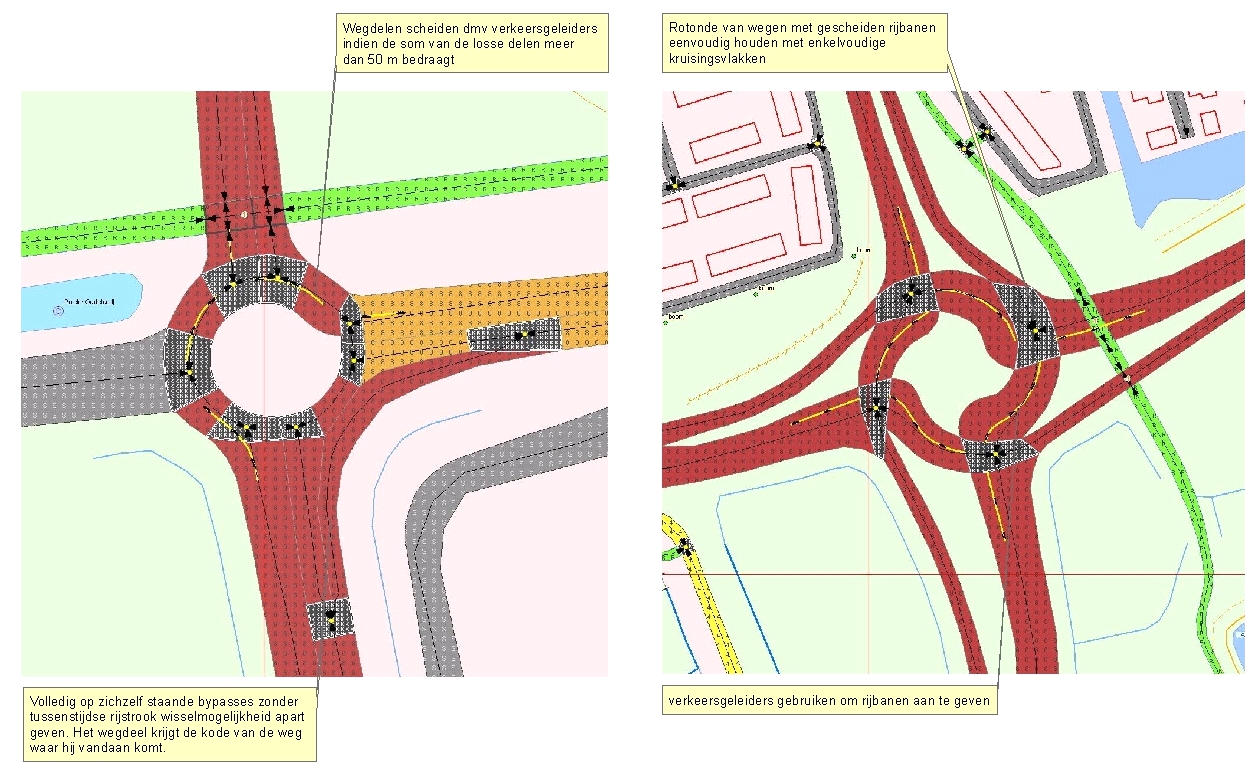 Wegdelen scheiden dmv verkeersgeleiders
indien de som van de losse delen meer
dan 50 m bedraagt
Rotonde van wegen met gescheiden rijbanen
eenvoudig houden met enkelvoudige
kruisingsvlakken
Volledig op zichzelf staande bypasses zonder
tussenstijdse rijstrook wisselmogelijkheid apart
geven. Het wegdeel krijgt de kode van de weg
waar hij vandaan komt.
verkeersgeleiders gebruiken om rijbanen aan te geven